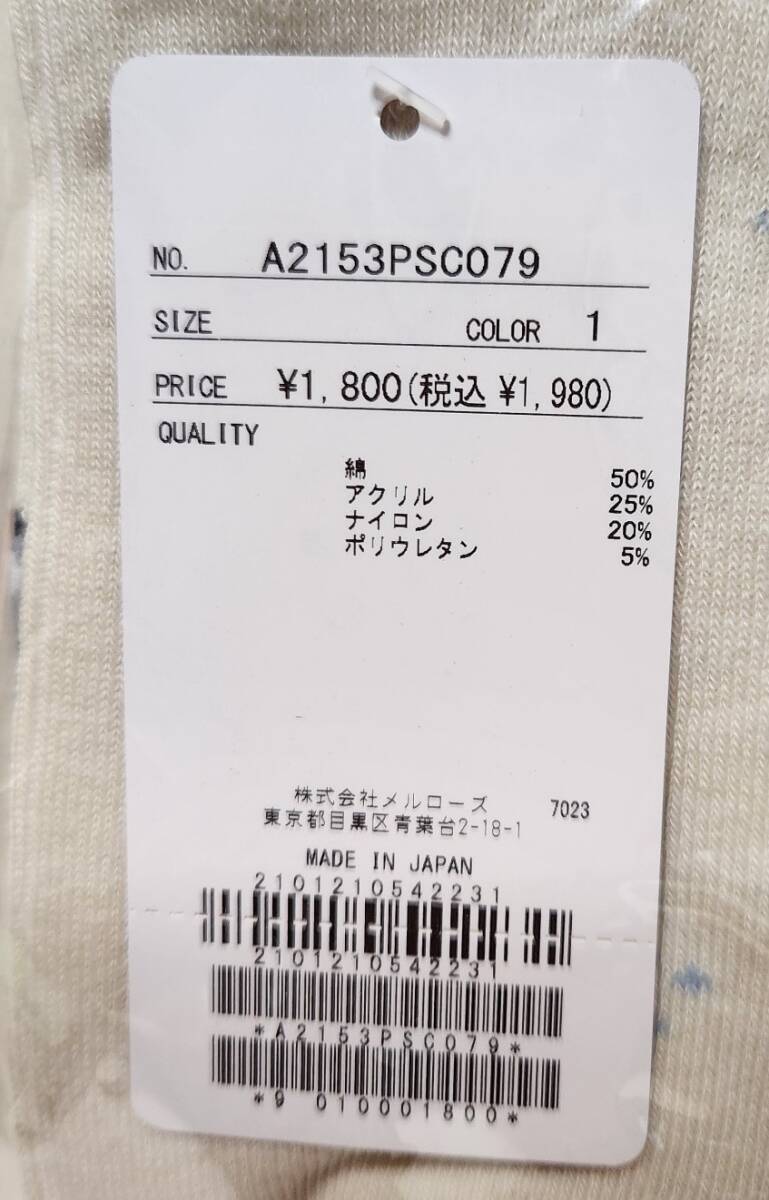 NO. A2153PSC079
SIZE COLOR 1
PRICE ¥1,800(税込 ¥1,980)
QUALITY
綿 50%
アクリル 25%
ナイロン 20%
ポリウレタン 5%
株式会社メルローズ 7023
東京都目黒区青葉台2-18-1
MADE IN JAPAN
2101210542231
2101210542231
*A2153PSC079*
*9 010001800*